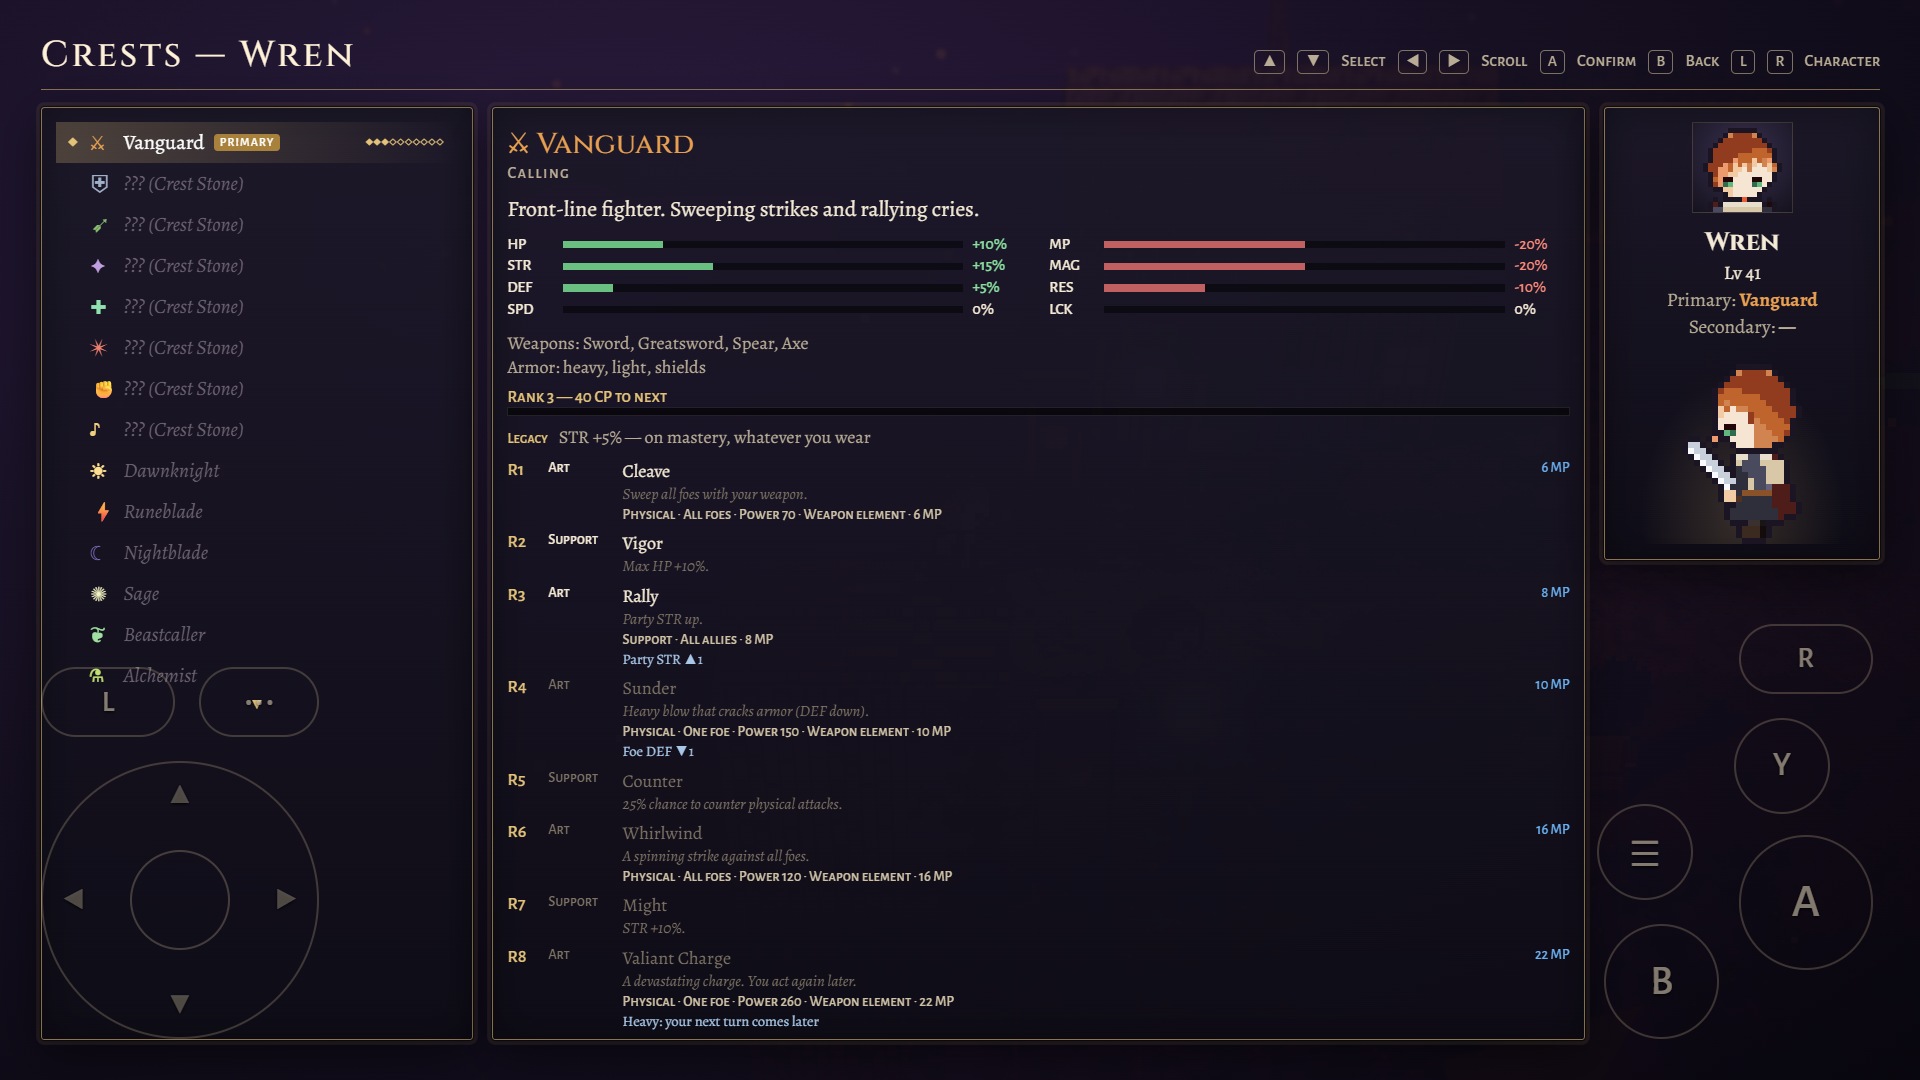 Crests — Wren
▲ ▼ Select ◀ ▶ Scroll A Confirm B Back L R Character
Vanguard PRIMARY
??? (Crest Stone)
??? (Crest Stone)
??? (Crest Stone)
??? (Crest Stone)
??? (Crest Stone)
??? (Crest Stone)
??? (Crest Stone)
Dawnknight
Runeblade
Nightblade
Sage
Beastcaller
Alchemist
L
Vanguard
Calling
Front-line fighter. Sweeping strikes and rallying cries.
HP +10% MP -20%
STR +15% MAG -20%
DEF +5% RES -10%
SPD 0% LCK 0%
Weapons: Sword, Greatsword, Spear, Axe
Armor: heavy, light, shields
Rank 3 — 40 CP to next
Legacy STR +5% — on mastery, whatever you wear
R1 Art Cleave 6 MP
Sweep all foes with your weapon.
Physical · All foes · Power 70 · Weapon element · 6 MP
R2 Support Vigor
Max HP +10%.
R3 Art Rally 8 MP
Party STR up.
Support · All allies · 8 MP
Party STR ▲1
R4 Art Sunder 10 MP
Heavy blow that cracks armor (DEF down).
Physical · One foe · Power 150 · Weapon element · 10 MP
Foe DEF ▼1
R5 Support Counter
25% chance to counter physical attacks.
R6 Art Whirlwind 16 MP
A spinning strike against all foes.
Physical · All foes · Power 120 · Weapon element · 16 MP
R7 Support Might
STR +10%.
R8 Art Valiant Charge 22 MP
A devastating charge. You act again later.
Physical · One foe · Power 260 · Weapon element · 22 MP
Heavy: your next turn comes later
Wren
Lv 41
Primary: Vanguard
Secondary: —
R
Y
A
B